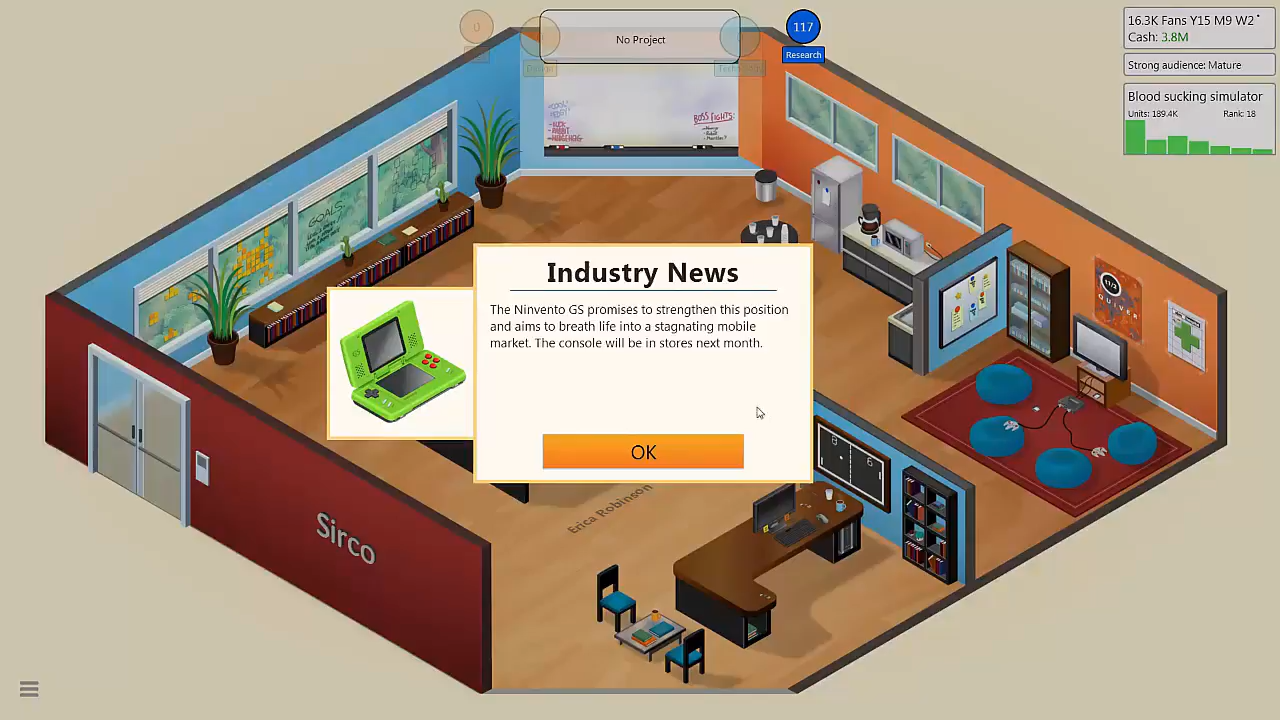 No Project
117
Research
16.3K Fans Y15 M3 W2
Cash: 3.8M
Strong audience: Mature
Blood sucking simulator
Units: 189.4K Rank: 18
BOSS FIGHTS:
GOALS:
QUIVER
Industry News
The Ninvento GS promises to strengthen this position
and aims to breath life into a stagnating mobile
market. The console will be in stores next month.
OK
Erica Robinson
Sirco